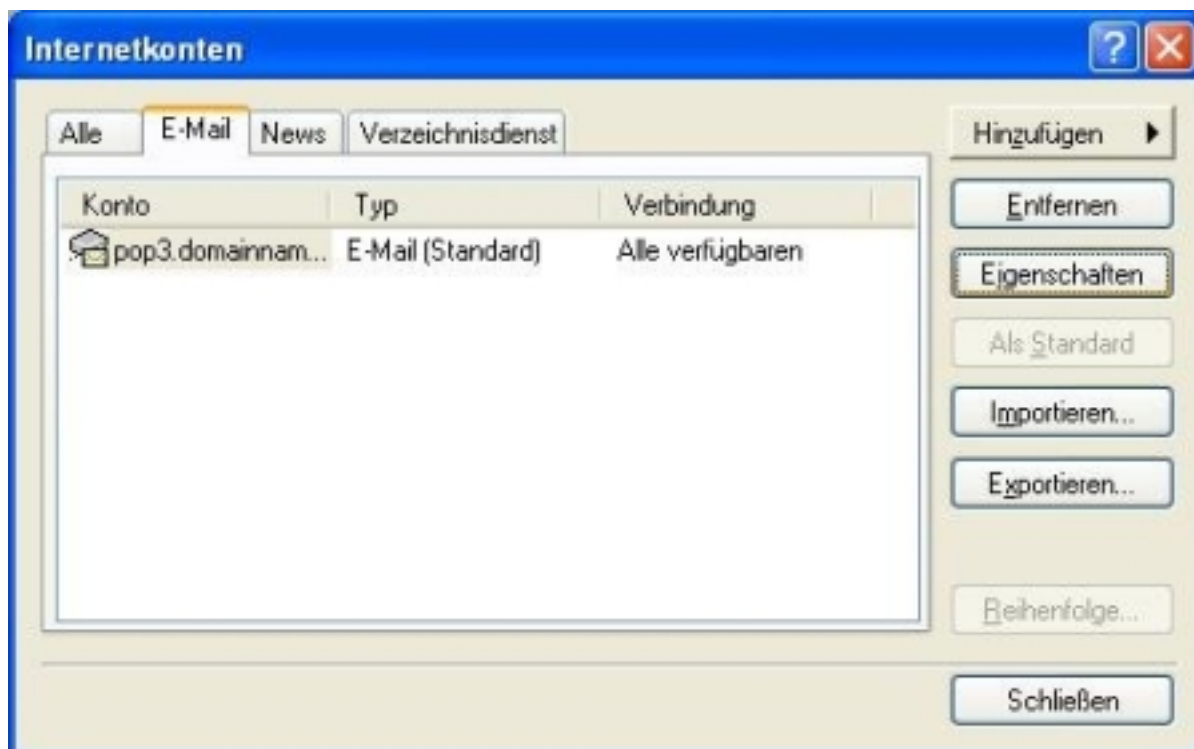 Internetkonten
Alle E-Mail News Verzeichnisdienst
Hinzufügen
Konto Typ Verbindung
Entfernen
pop3.domainnam... E-Mail (Standard) Alle verfügbaren
Eigenschaften
Als Standard
Importieren...
Exportieren...
Reihenfolge...
Schließen